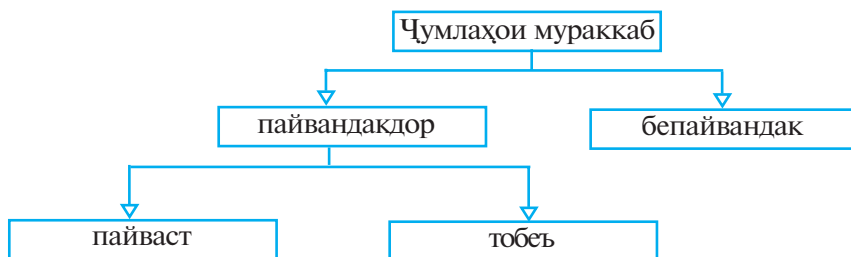 Ҷумлаҳои мураккаб
пайвандакдор
бепайвандак
пайваст
тобеъ